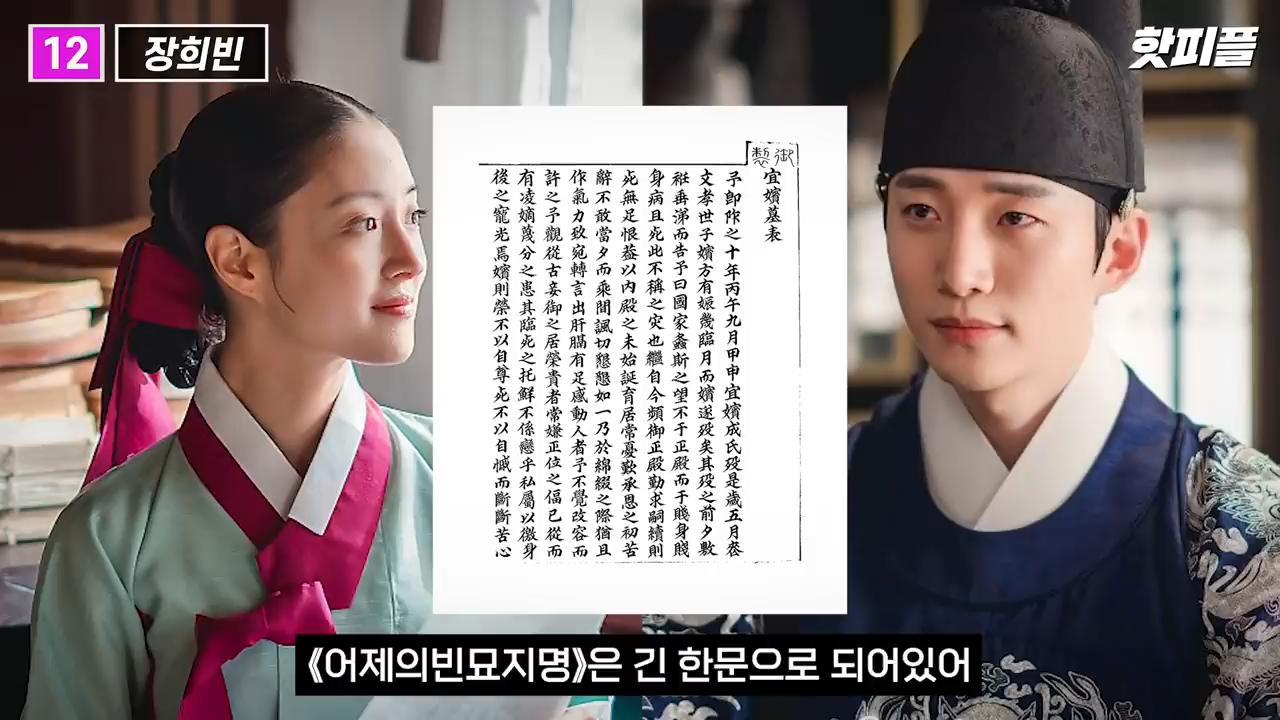 12 장희빈
핫피플
御製
宜嬪墓表
予卽阼之十年丙午九月甲申宜嬪成氏歿是歲五月喪
文孝世子嬪方有娠幾臨月而嬪遂歿矣其歿之前夕數
再涕而告予曰國家螽斯之望不于正殿而于賤身賤
身病且死此不稱之灾也繼自今頻御正殿勤求嗣續則
死無足恨葢以內殿之未始誕育居常憂歎承恩之初苦
辭不敢當夕而乘間諷切懇懇如一乃於綿綴之際猶且
作氣力致宛轉言出肝膈有足感動人者予不覺改容而
許之予觀從古妾御之居榮貴者常嫌正位之偪已從而
有凌嫡蔑分之患其臨死之托鮮不係戀乎私屬以徼身
後之寵光焉嬪則榮不以自尊死不以自慽而斷斷苦心
《어제의빈묘지명》은 긴 한문으로 되어있어